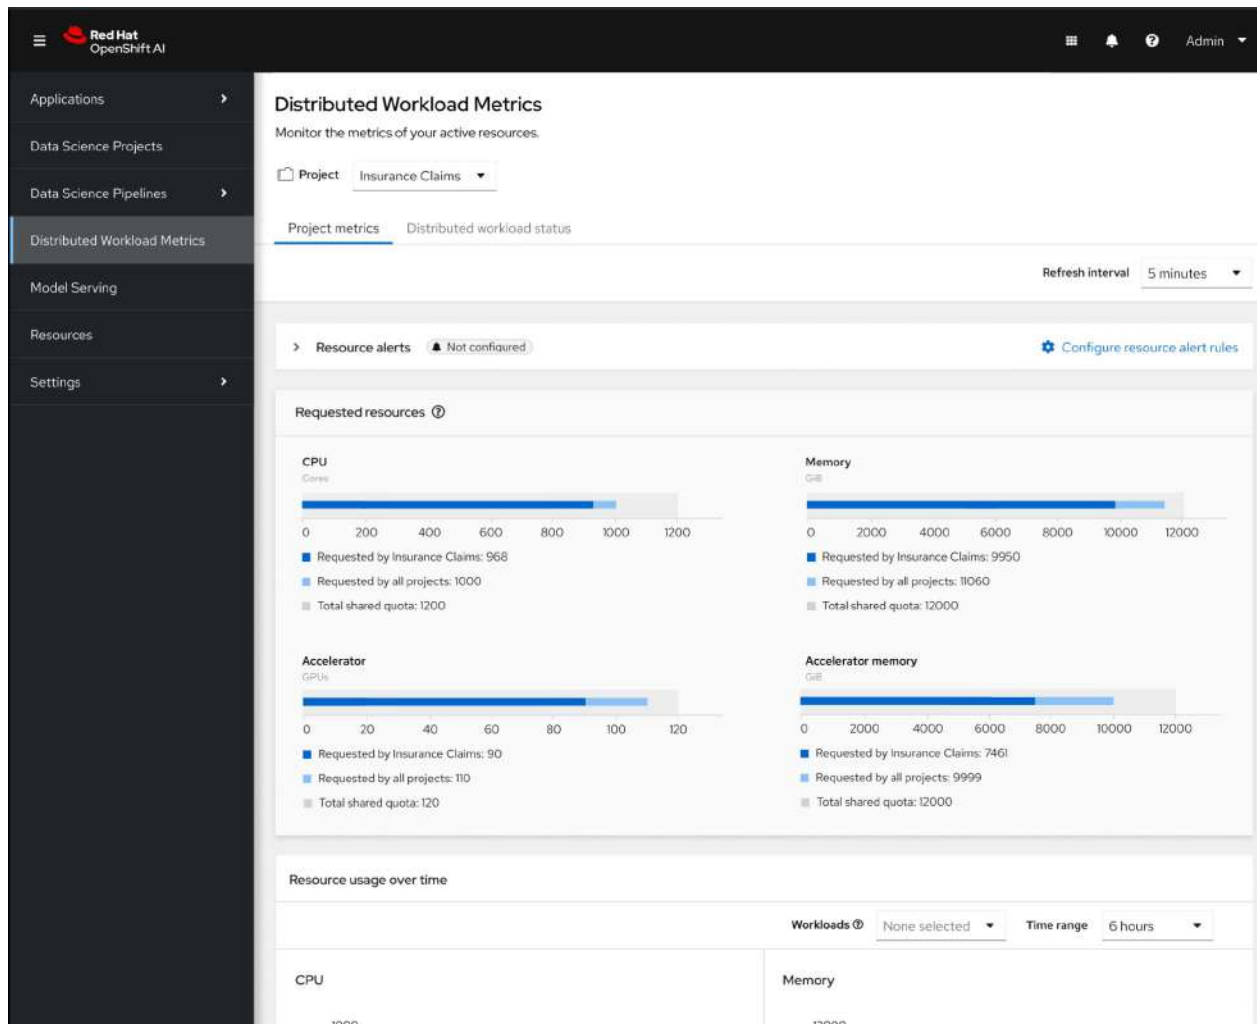 Red Hat
OpenShift AI
Admin
Applications
Data Science Projects
Data Science Pipelines
Distributed Workload Metrics
Model Serving
Resources
Settings
Distributed Workload Metrics
Monitor the metrics of your active resources.
Project Insurance Claims
Project metrics Distributed workload status
Refresh interval 5 minutes
Resource alerts Not configured Configure resource alert rules
Requested resources
CPU
Cores
0 200 400 600 800 1000 1200
Requested by Insurance Claims: 968
Requested by all projects: 1000
Total shared quota: 1200
Memory
GiB
0 2000 4000 6000 8000 10000 12000
Requested by Insurance Claims: 9950
Requested by all projects: 11060
Total shared quota: 12000
Accelerator
GPUs
0 20 40 60 80 100 120
Requested by Insurance Claims: 90
Requested by all projects: 110
Total shared quota: 120
Accelerator memory
GiB
0 2000 4000 6000 8000 10000 12000
Requested by Insurance Claims: 7461
Requested by all projects: 9999
Total shared quota: 12000
Resource usage over time
Workloads None selected Time range 6 hours
CPU
Memory